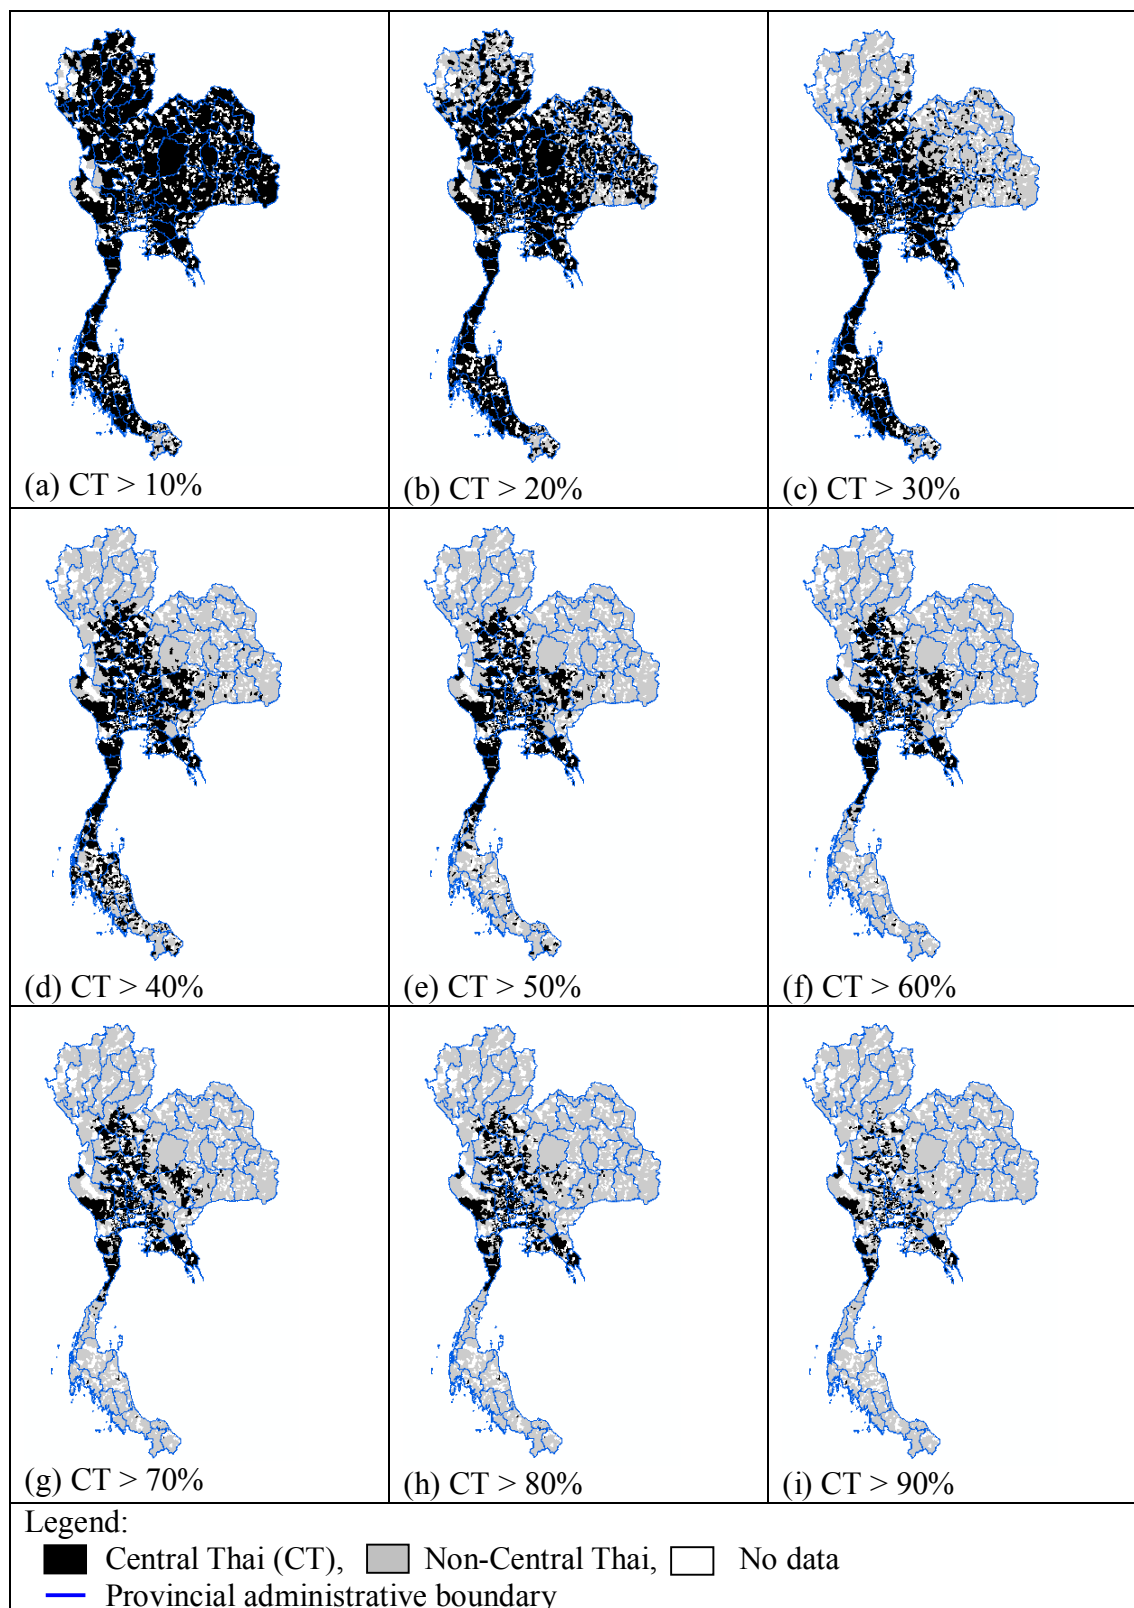 (a) CT > 10%
(b) CT > 20%
(c) CT > 30%
(d) CT > 40%
(e) CT > 50%
(f) CT > 60%
(g) CT > 70%
(h) CT > 80%
(i) CT > 90%
Legend:
Central Thai (CT), Non-Central Thai, No data
Provincial administrative boundary